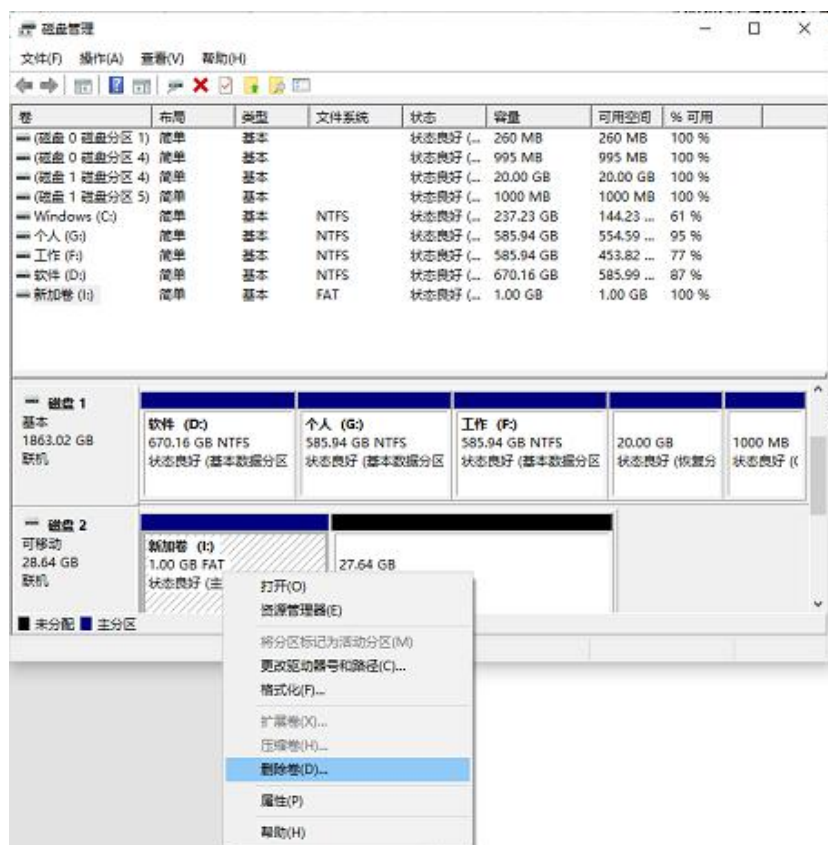 磁盘管理
文件(F) 操作(A) 查看(V) 帮助(H)
卷 布局 类型 文件系统 状态 容量 可用空间 % 可用
(磁盘 0 磁盘分区 1) 简单 基本 状态良好 (... 260 MB 260 MB 100 %
(磁盘 0 磁盘分区 4) 简单 基本 状态良好 (... 995 MB 995 MB 100 %
(磁盘 1 磁盘分区 4) 简单 基本 状态良好 (... 20.00 GB 20.00 GB 100 %
(磁盘 1 磁盘分区 5) 简单 基本 状态良好 (... 1000 MB 1000 MB 100 %
Windows (C:) 简单 基本 NTFS 状态良好 (... 237.23 GB 144.23 ... 61 %
个人 (G:) 简单 基本 NTFS 状态良好 (... 585.94 GB 554.59 ... 95 %
工作 (F:) 简单 基本 NTFS 状态良好 (... 585.94 GB 453.82 ... 77 %
软件 (D:) 简单 基本 NTFS 状态良好 (... 670.16 GB 585.99 ... 87 %
新加卷 (I:) 简单 基本 FAT 状态良好 (... 1.00 GB 1.00 GB 100 %
磁盘 1
基本
1863.02 GB
联机
软件 (D:)
670.16 GB NTFS
状态良好 (基本数据分区
个人 (G:)
585.94 GB NTFS
状态良好 (基本数据分区
工作 (F:)
585.94 GB NTFS
状态良好 (基本数据分区
20.00 GB
状态良好 (恢复分
1000 MB
状态良好 (
磁盘 2
可移动
28.64 GB
联机
新加卷 (I:)
1.00 GB FAT
状态良好 (主
27.64 GB
未分配 主分区
打开(O)
资源管理器(E)
将分区标记为活动分区(M)
更改驱动器号和路径(C)...
格式化(F)...
扩展卷(X)...
压缩卷(H)...
删除卷(D)...
属性(P)
帮助(H)